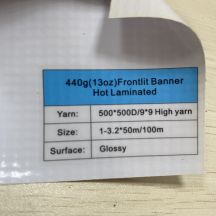 440g(13oz)Frontlit Banner
Hot Laminated
Yarn: 500*500D/9*9 High yarn
Size: 1-3.2*50m/100m
Surface: Glossy